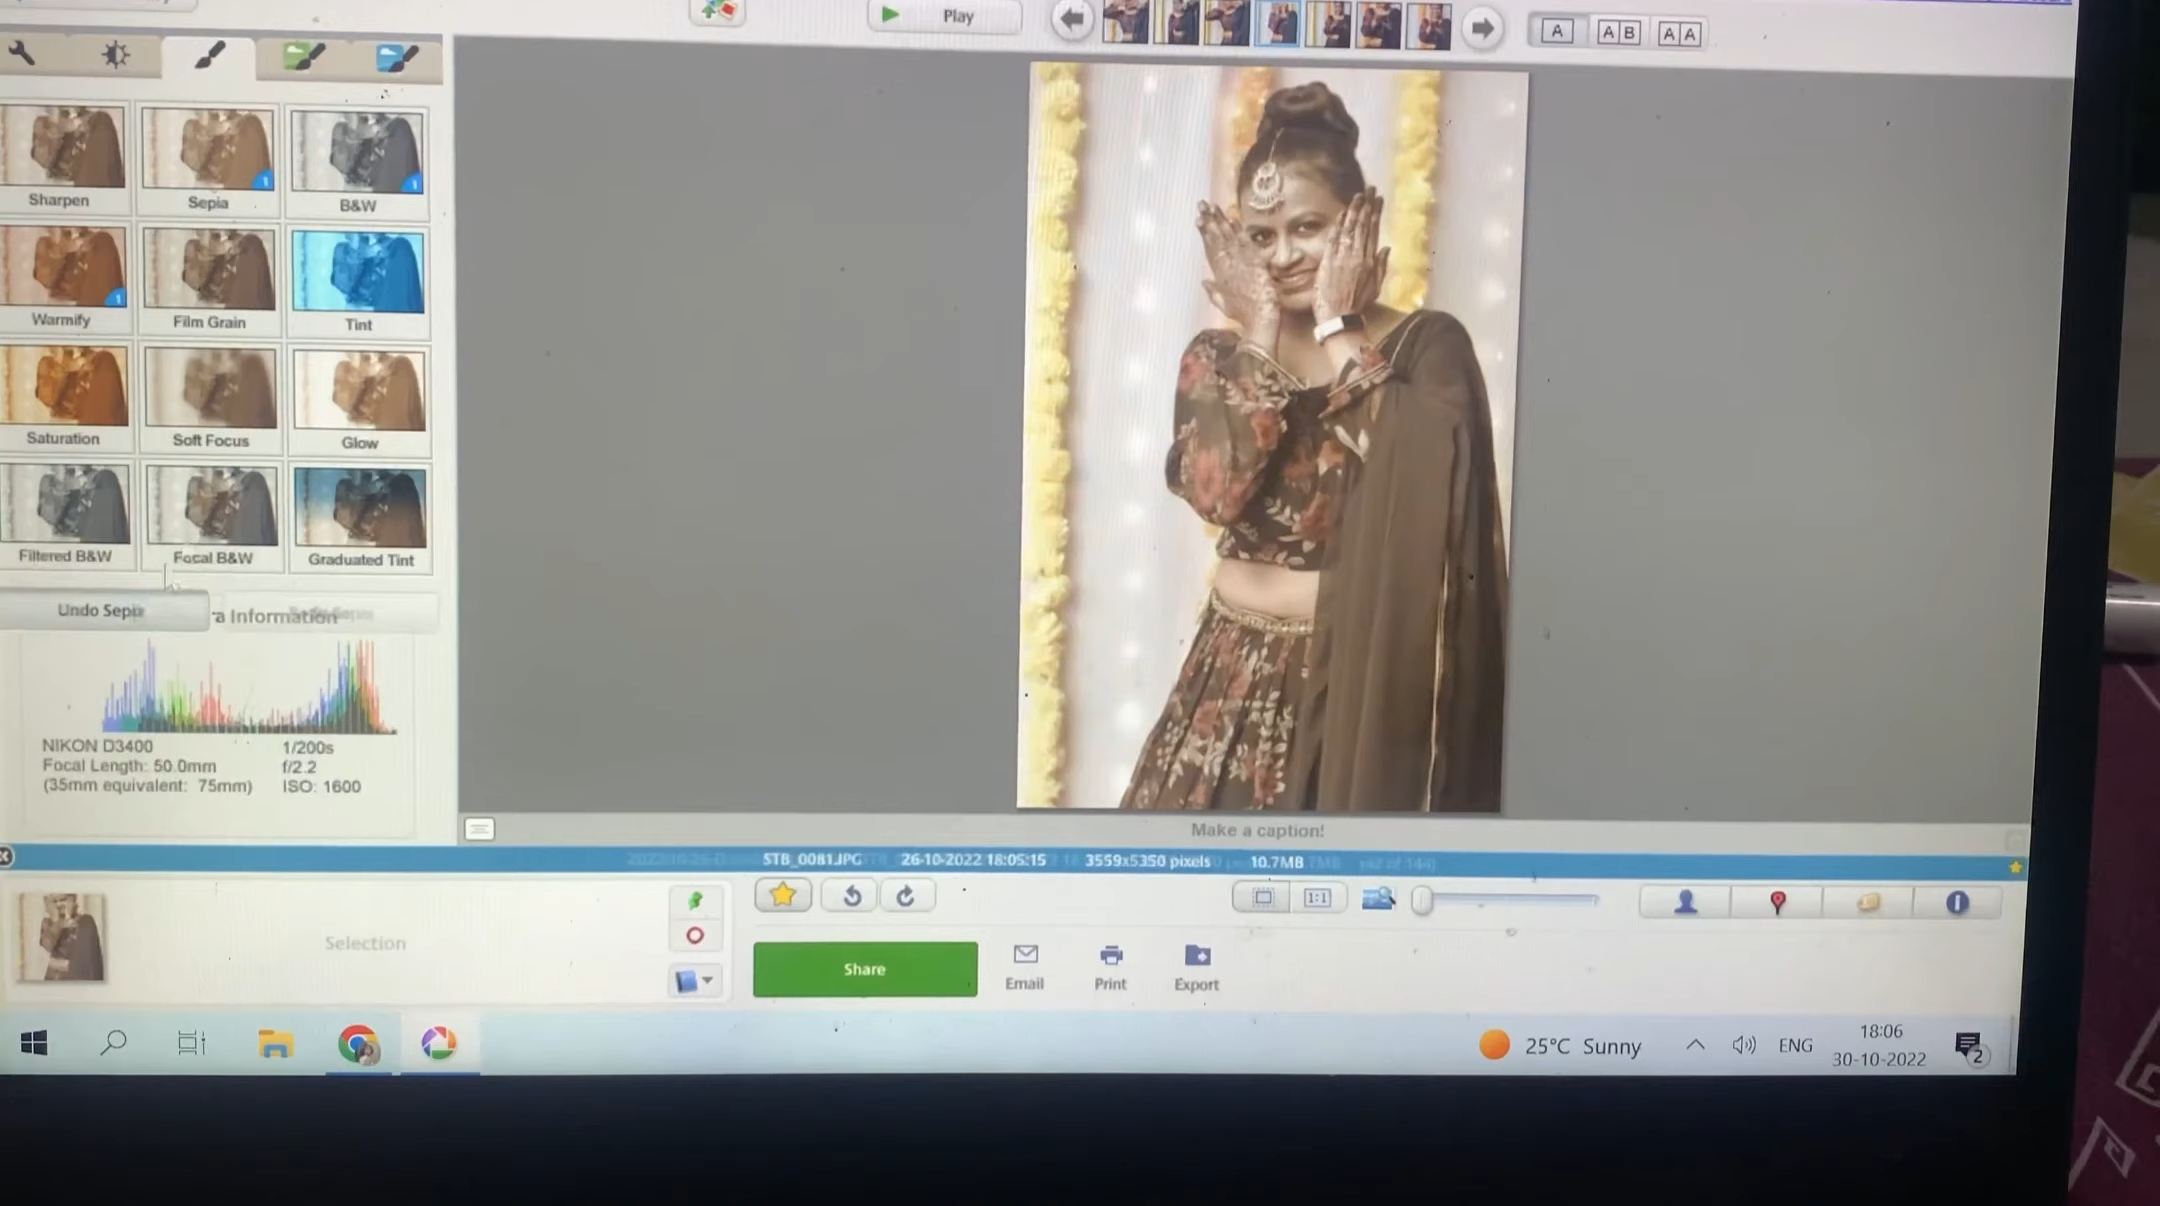 Play
A
A B
A A
Sharpen
Sepia
B&W
Warmify
Film Grain
Tint
Saturation
Soft Focus
Glow
Filtered B&W
Focal B&W
Graduated Tint
Undo Sepia
a Information
NIKON D3400 1/200s
Focal Length: 50.0mm f/2.2
(35mm equivalent: 75mm) ISO: 1600
Make a caption!
STB_0081.JPG 26-10-2022 18:05:15 3559x5350 pixels 10.7MB
1:1
Selection
Share
Email
Print
Export
25°C Sunny
ENG
18:06
30-10-2022
2